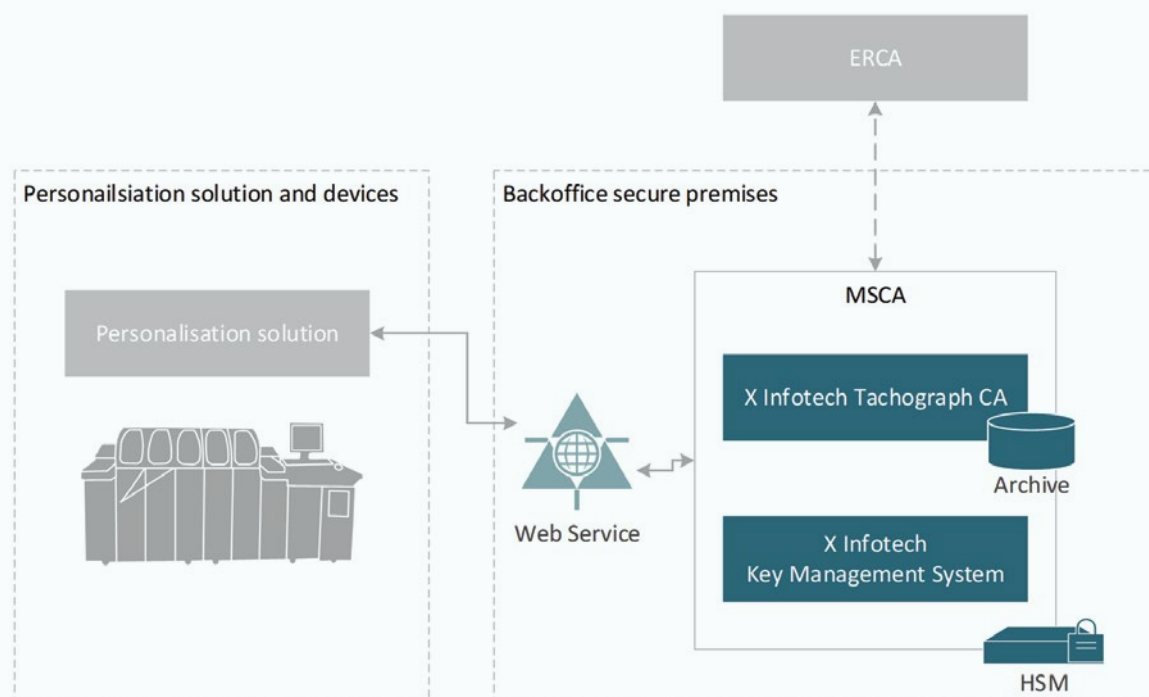 ERCA
Personailsiation solution and devices
Backoffice secure premises
MSCA
Personalisation solution
X Infotech Tachograph CA
Archive
Web Service
X Infotech
Key Management System
HSM